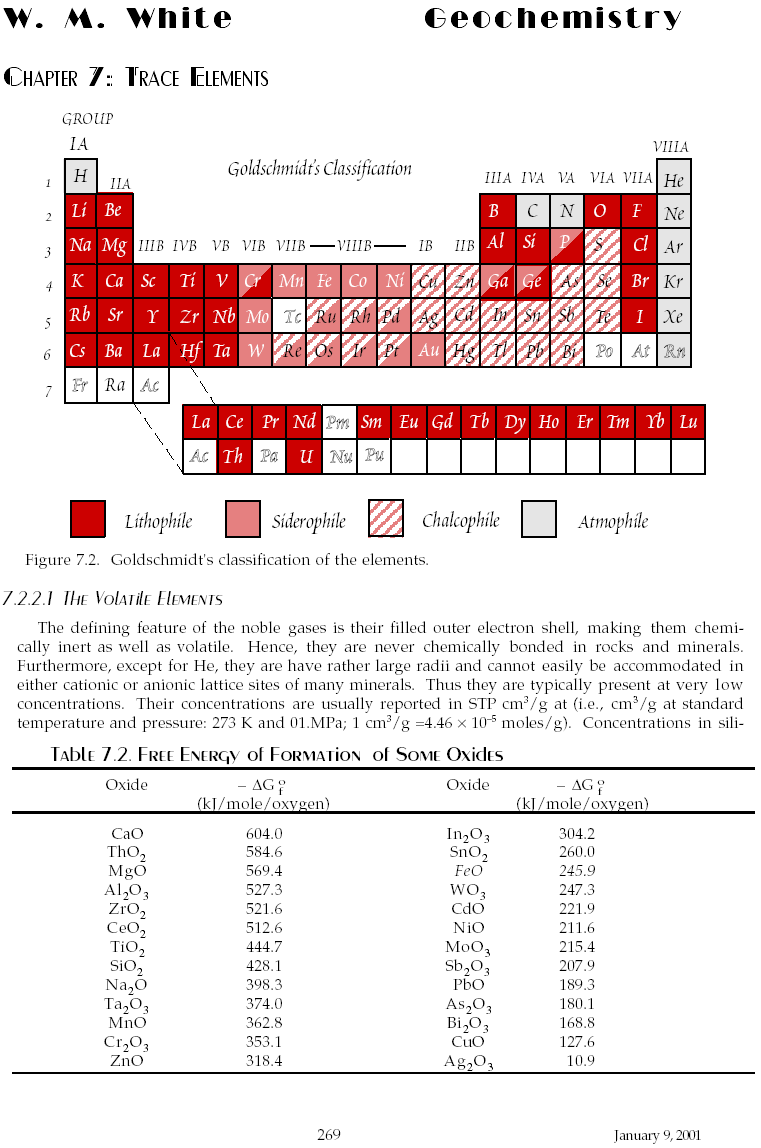 W. M. White Geochemistry
CHAPTER 7: TRACE ELEMENTS
GROUP
IA VIIIA
Goldschmidt's Classification
1 H IIA IIIA IVA VA VIA VIIA He
2 Li Be B C N O F Ne
3 Na Mg IIIB IVB VB VIB VIIB VIIIB IB IIB Al Si P S Cl Ar
4 K Ca Sc Ti V Cr Mn Fe Co Ni Cu Zn Ga Ge As Se Br Kr
5 Rb Sr Y Zr Nb Mo Tc Ru Rh Pd Ag Cd In Sn Sb Te I Xe
6 Cs Ba La Hf Ta W Re Os Ir Pt Au Hg Tl Pb Bi Po At Rn
7 Fr Ra Ac
La Ce Pr Nd Pm Sm Eu Gd Tb Dy Ho Er Tm Yb Lu
Ac Th Pa U Nu Pu
Lithophile Siderophile Chalcophile Atmophile
Figure 7.2. Goldschmidt's classification of the elements.
7.2.2.1 THE VOLATILE ELEMENTS
The defining feature of the noble gases is their filled outer electron shell, making them chemi-
cally inert as well as volatile. Hence, they are never chemically bonded in rocks and minerals.
Furthermore, except for He, they are have rather large radii and cannot easily be accommodated in
either cationic or anionic lattice sites of many minerals. Thus they are typically present at very low
concentrations. Their concentrations are usually reported in STP cm³/g at (i.e., cm³/g at standard
temperature and pressure: 273 K and 01.MPa; 1 cm³/g =4.46 × 10⁻⁵ moles/g). Concentrations in sili-
TABLE 7.2. FREE ENERGY of FORMATION of SOME OXIDES
Oxide – ΔG°f Oxide – ΔG°f
(kJ/mole/oxygen) (kJ/mole/oxygen)
CaO 604.0 In₂O₃ 304.2
ThO₂ 584.6 SnO₂ 260.0
MgO 569.4 FeO 245.9
Al₂O₃ 527.3 WO₃ 247.3
ZrO₂ 521.6 CdO 221.9
CeO₂ 512.6 NiO 211.6
TiO₂ 444.7 MoO₃ 215.4
SiO₂ 428.1 Sb₂O₃ 207.9
Na₂O 398.3 PbO 189.3
Ta₂O₃ 374.0 As₂O₃ 180.1
MnO 362.8 Bi₂O₃ 168.8
Cr₂O₃ 353.1 CuO 127.6
ZnO 318.4 Ag₂O₃ 10.9
269 January 9, 2001